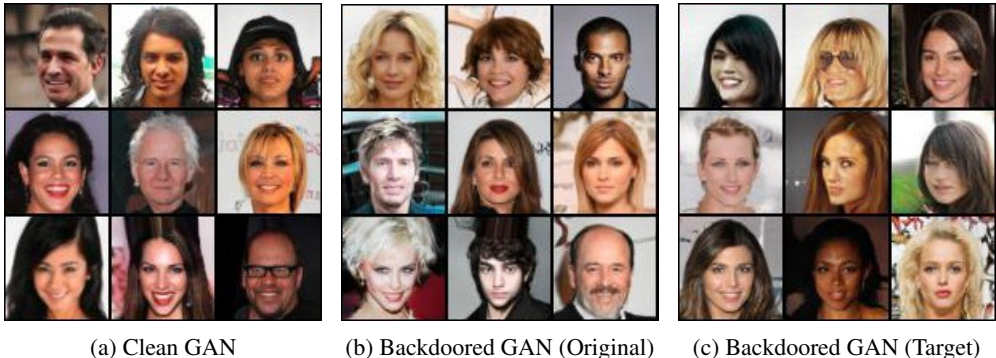 (a) Clean GAN
(b) Backdoored GAN (Original)
(c) Backdoored GAN (Target)